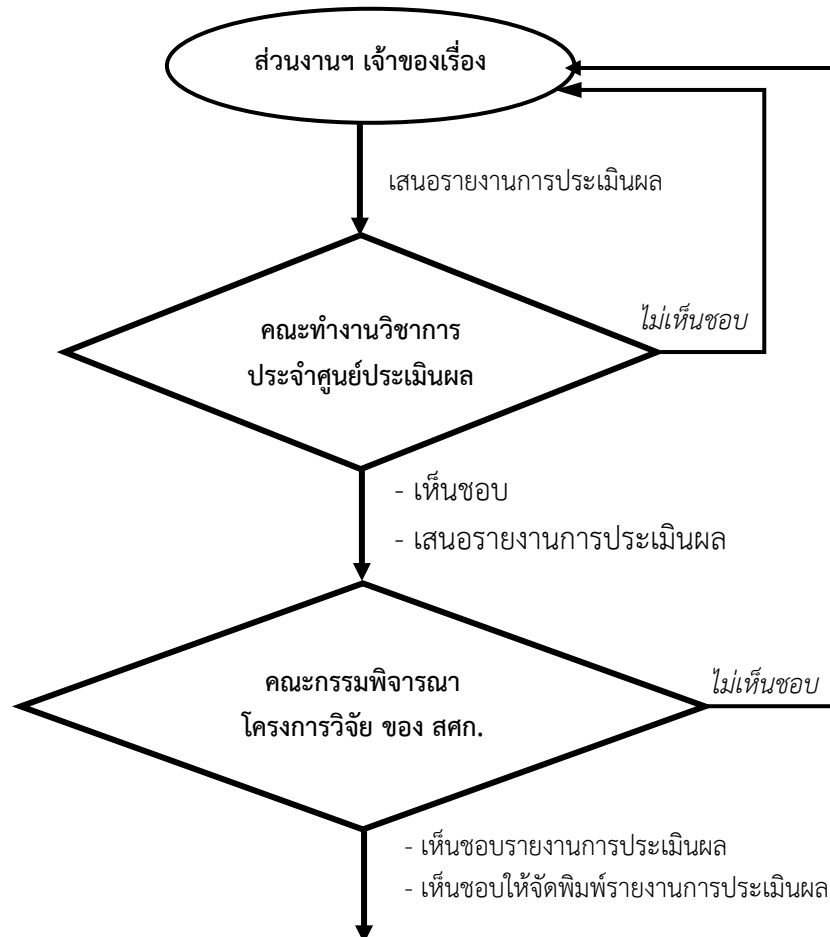 ส่วนงานฯ เจ้าของเรื่อง
เสนอรายงานการประเมินผล
คณะทำงานวิชาการ
ประจำศูนย์ประเมินผล
ไม่เห็นชอบ
- เห็นชอบ
- เสนอรายงานการประเมินผล
คณะกรรมพิจารณา
โครงการวิจัย ของ สศก.
ไม่เห็นชอบ
- เห็นชอบรายงานการประเมินผล
- เห็นชอบให้จัดพิมพ์รายงานการประเมินผล